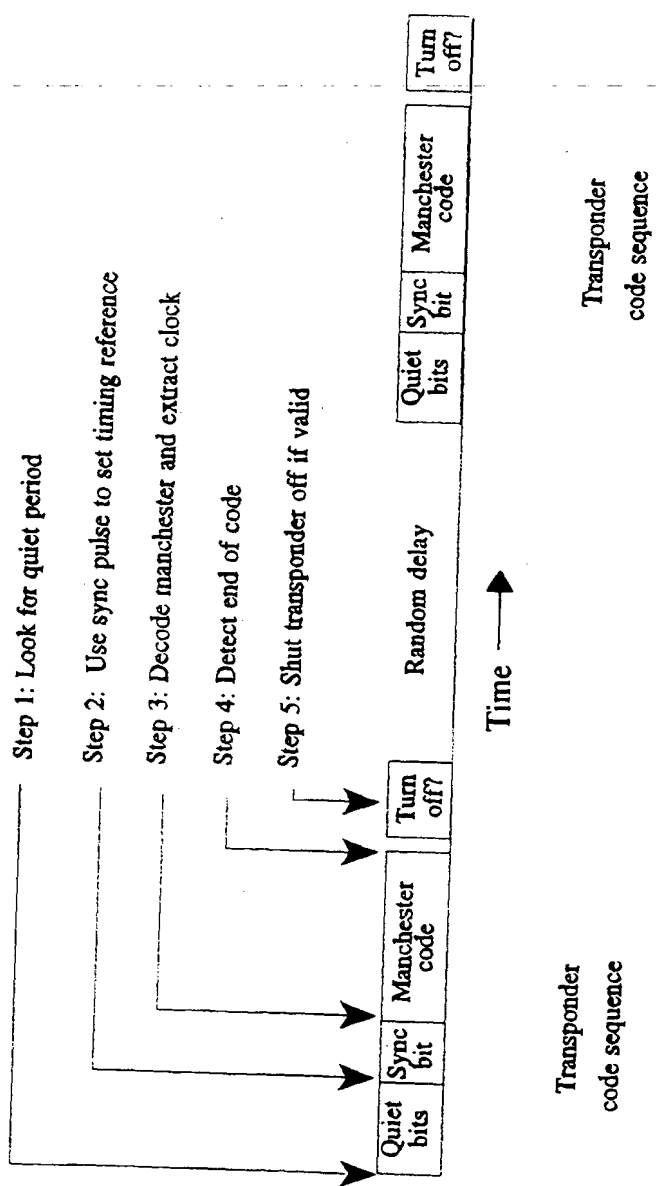 Step 1: Look for quiet period
Step 2: Use sync pulse to set timing reference
Step 3: Decode manchester and extract clock
Step 4: Detect end of code
Step 5: Shut transponder off if valid
Quiet
bits
Sync
bit
Manchester
code
Turn
off?
Random delay
Quiet
bits
Sync
bit
Manchester
code
Turn
off?
Time
Transponder
code sequence
Transponder
code sequence